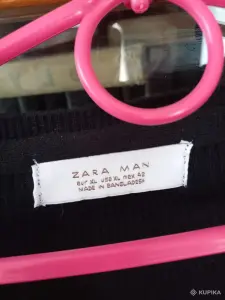 ZARA MAN
EUR XL USA XL MEX 42
MADE IN BANGLADESH
KUPIKA